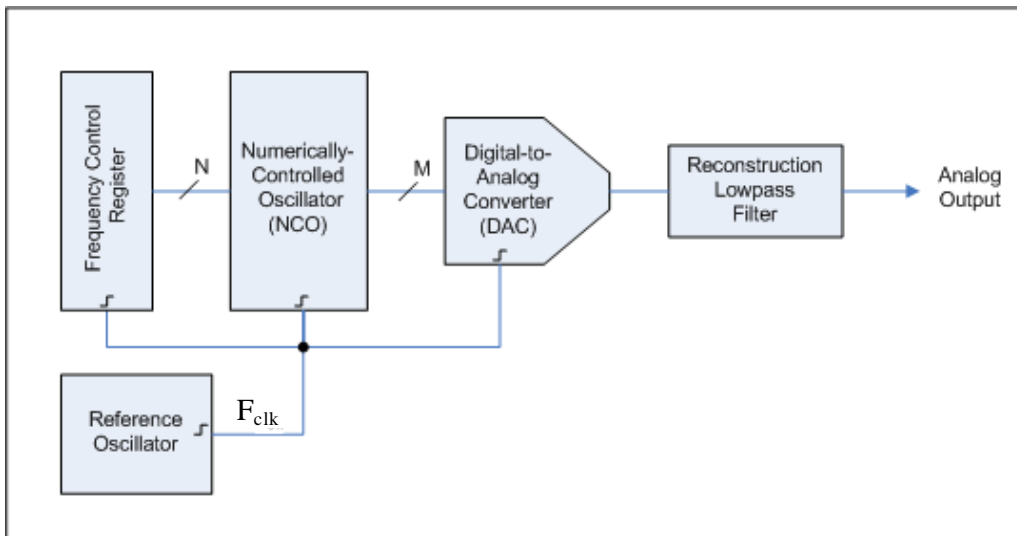 Frequency Control
Register
N
Numerically-
Controlled
Oscillator
(NCO)
M
Digital-to-
Analog
Converter
(DAC)
Reconstruction
Lowpass
Filter
Analog
Output
Reference
Oscillator
Fclk